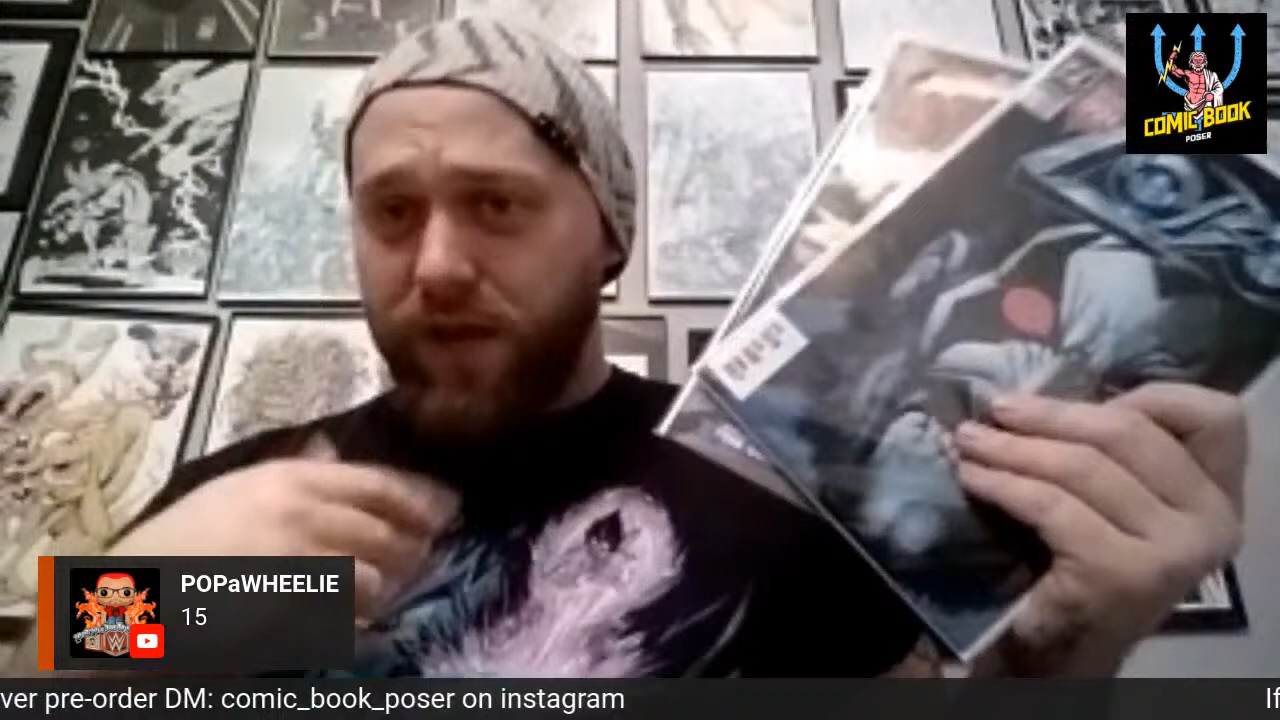 COMIC BOOK
POSER
POPaWHEELIE
15
ver pre-order DM: comic_book_poser on instagram
If